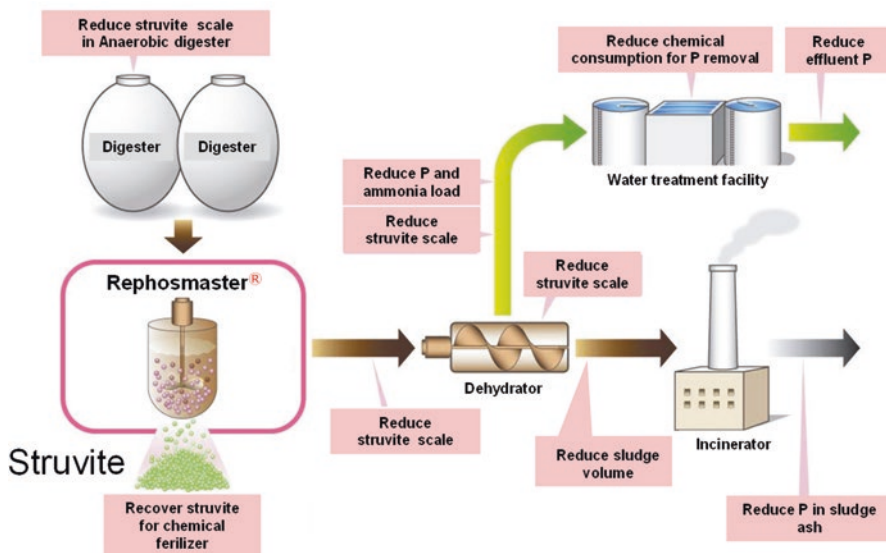 Reduce struvite scale
in Anaerobic digester
Digester
Digester
Reduce chemical
consumption for P removal
Reduce
effluent P
Water treatment facility
Reduce P and
ammonia load
Reduce
struvite scale
Rephosmaster®
Reduce
struvite scale
Dehydrator
Reduce
struvite scale
Reduce sludge
volume
Incinerator
Reduce P in sludge
ash
Struvite
Recover struvite
for chemical
ferilizer